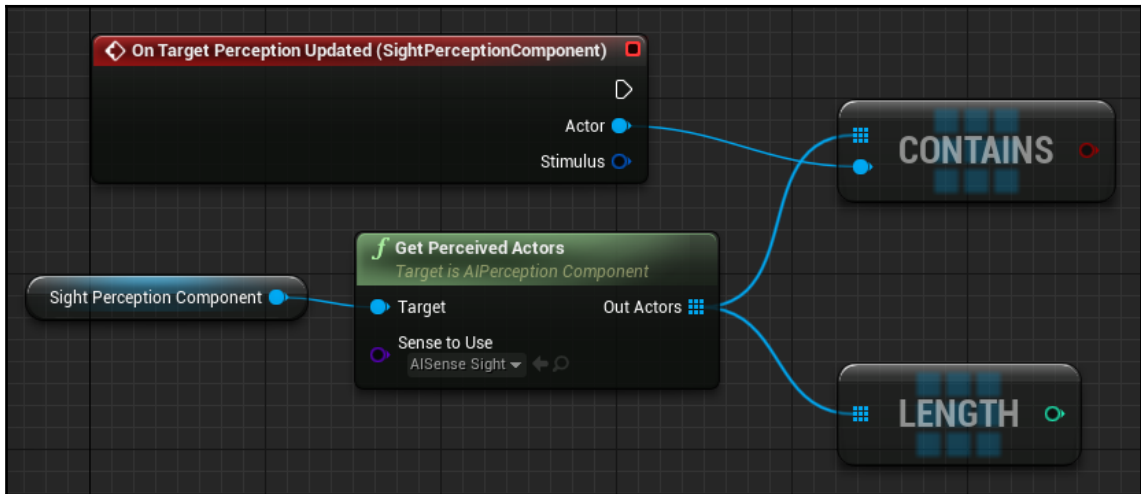 On Target Perception Updated (SightPerceptionComponent)
Actor
Stimulus
CONTAINS
Get Perceived Actors
Target is AIPerception Component
Sight Perception Component
Target
Out Actors
Sense to Use
AISense Sight
LENGTH